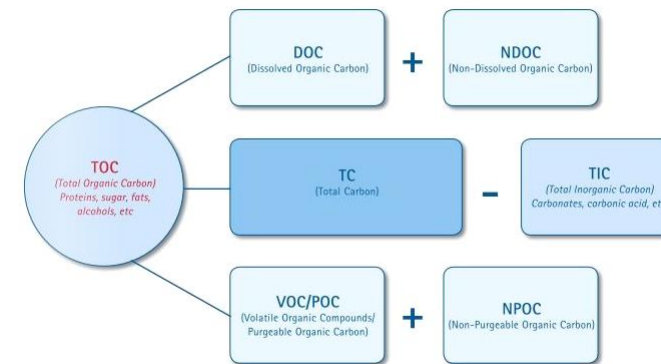 DOC
(Dissolved Organic Carbon)
+
NDOC
(Non-Dissolved Organic Carbon)
TOC
(Total Organic Carbon)
Proteins, sugar, fats,
alcohols, etc
TC
(Total Carbon)
-
TIC
(Total Inorganic Carbon)
Carbonates, carbonic acid, et
VOC/POC
(Volatile Organic Compounds/
Purgeable Organic Carbon)
+
NPOC
(Non-Purgeable Organic Carbon)